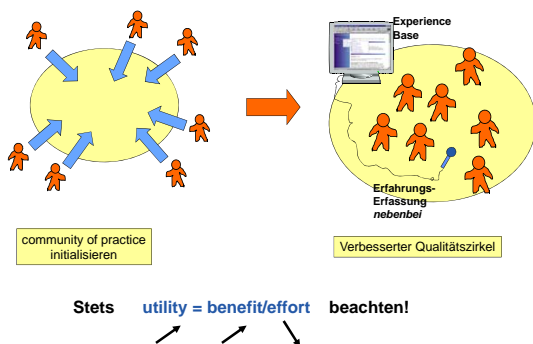 Experience
Base
Erfahrungs-
Erfassung
nebenbei
community of practice
initialisieren
Verbesserter Qualitätszirkel
Stets utility = benefit/effort beachten!